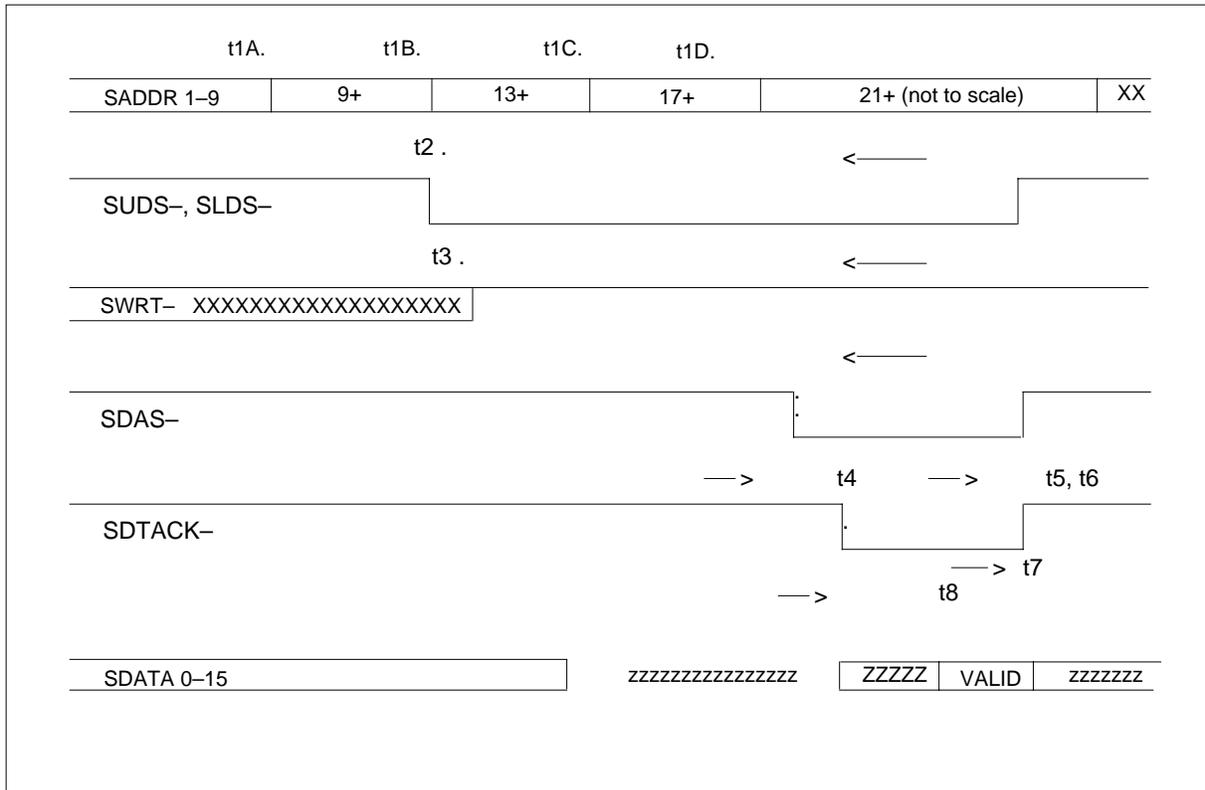 t1A. t1B. t1C. t1D.
SADDR 1–9 9+ 13+ 17+ 21+ (not to scale) XX
t2 . <
SUDS–, SLDS–
t3 . <
SWRT– XXXXXXXXXXXXXXXXXXX
<
SDAS–
> t4 > t5, t6
SDTACK–
> t7
> t8
SDATA 0–15 zzzzzzzzzzzzzzzz ZZZZZ VALID zzzzzzz